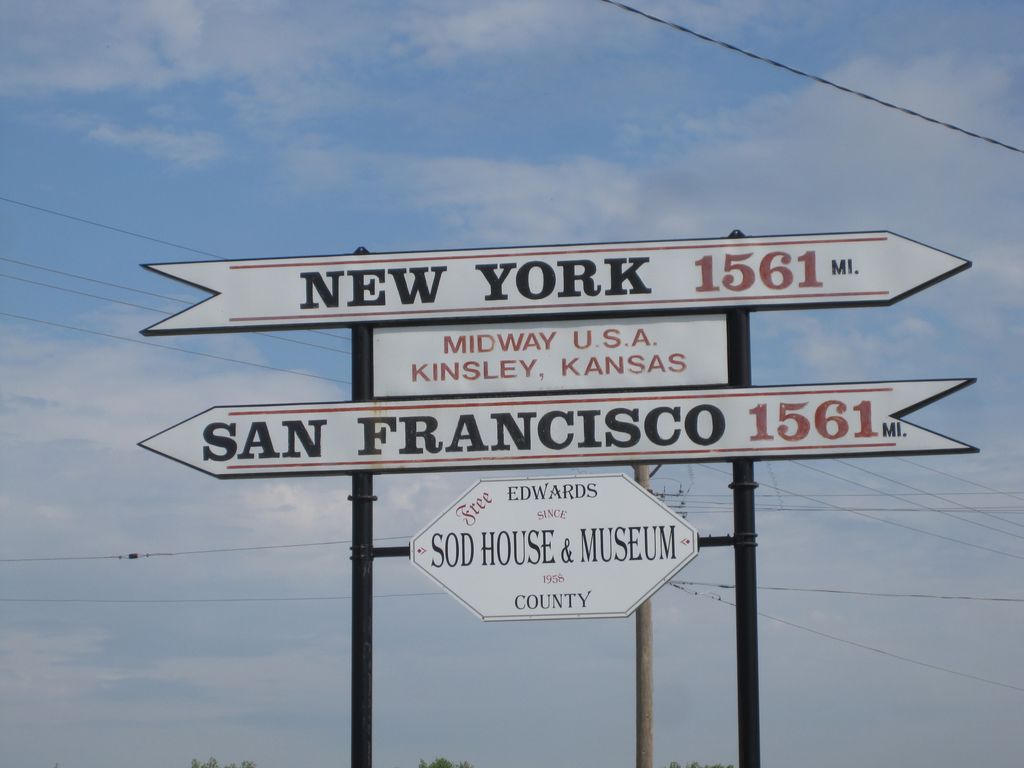 NEW YORK 1561 MI.
MIDWAY U.S.A.
KINSLEY, KANSAS
SAN FRANCISCO 1561 MI.
Free EDWARDS
SINCE
SOD HOUSE & MUSEUM
1958
COUNTY